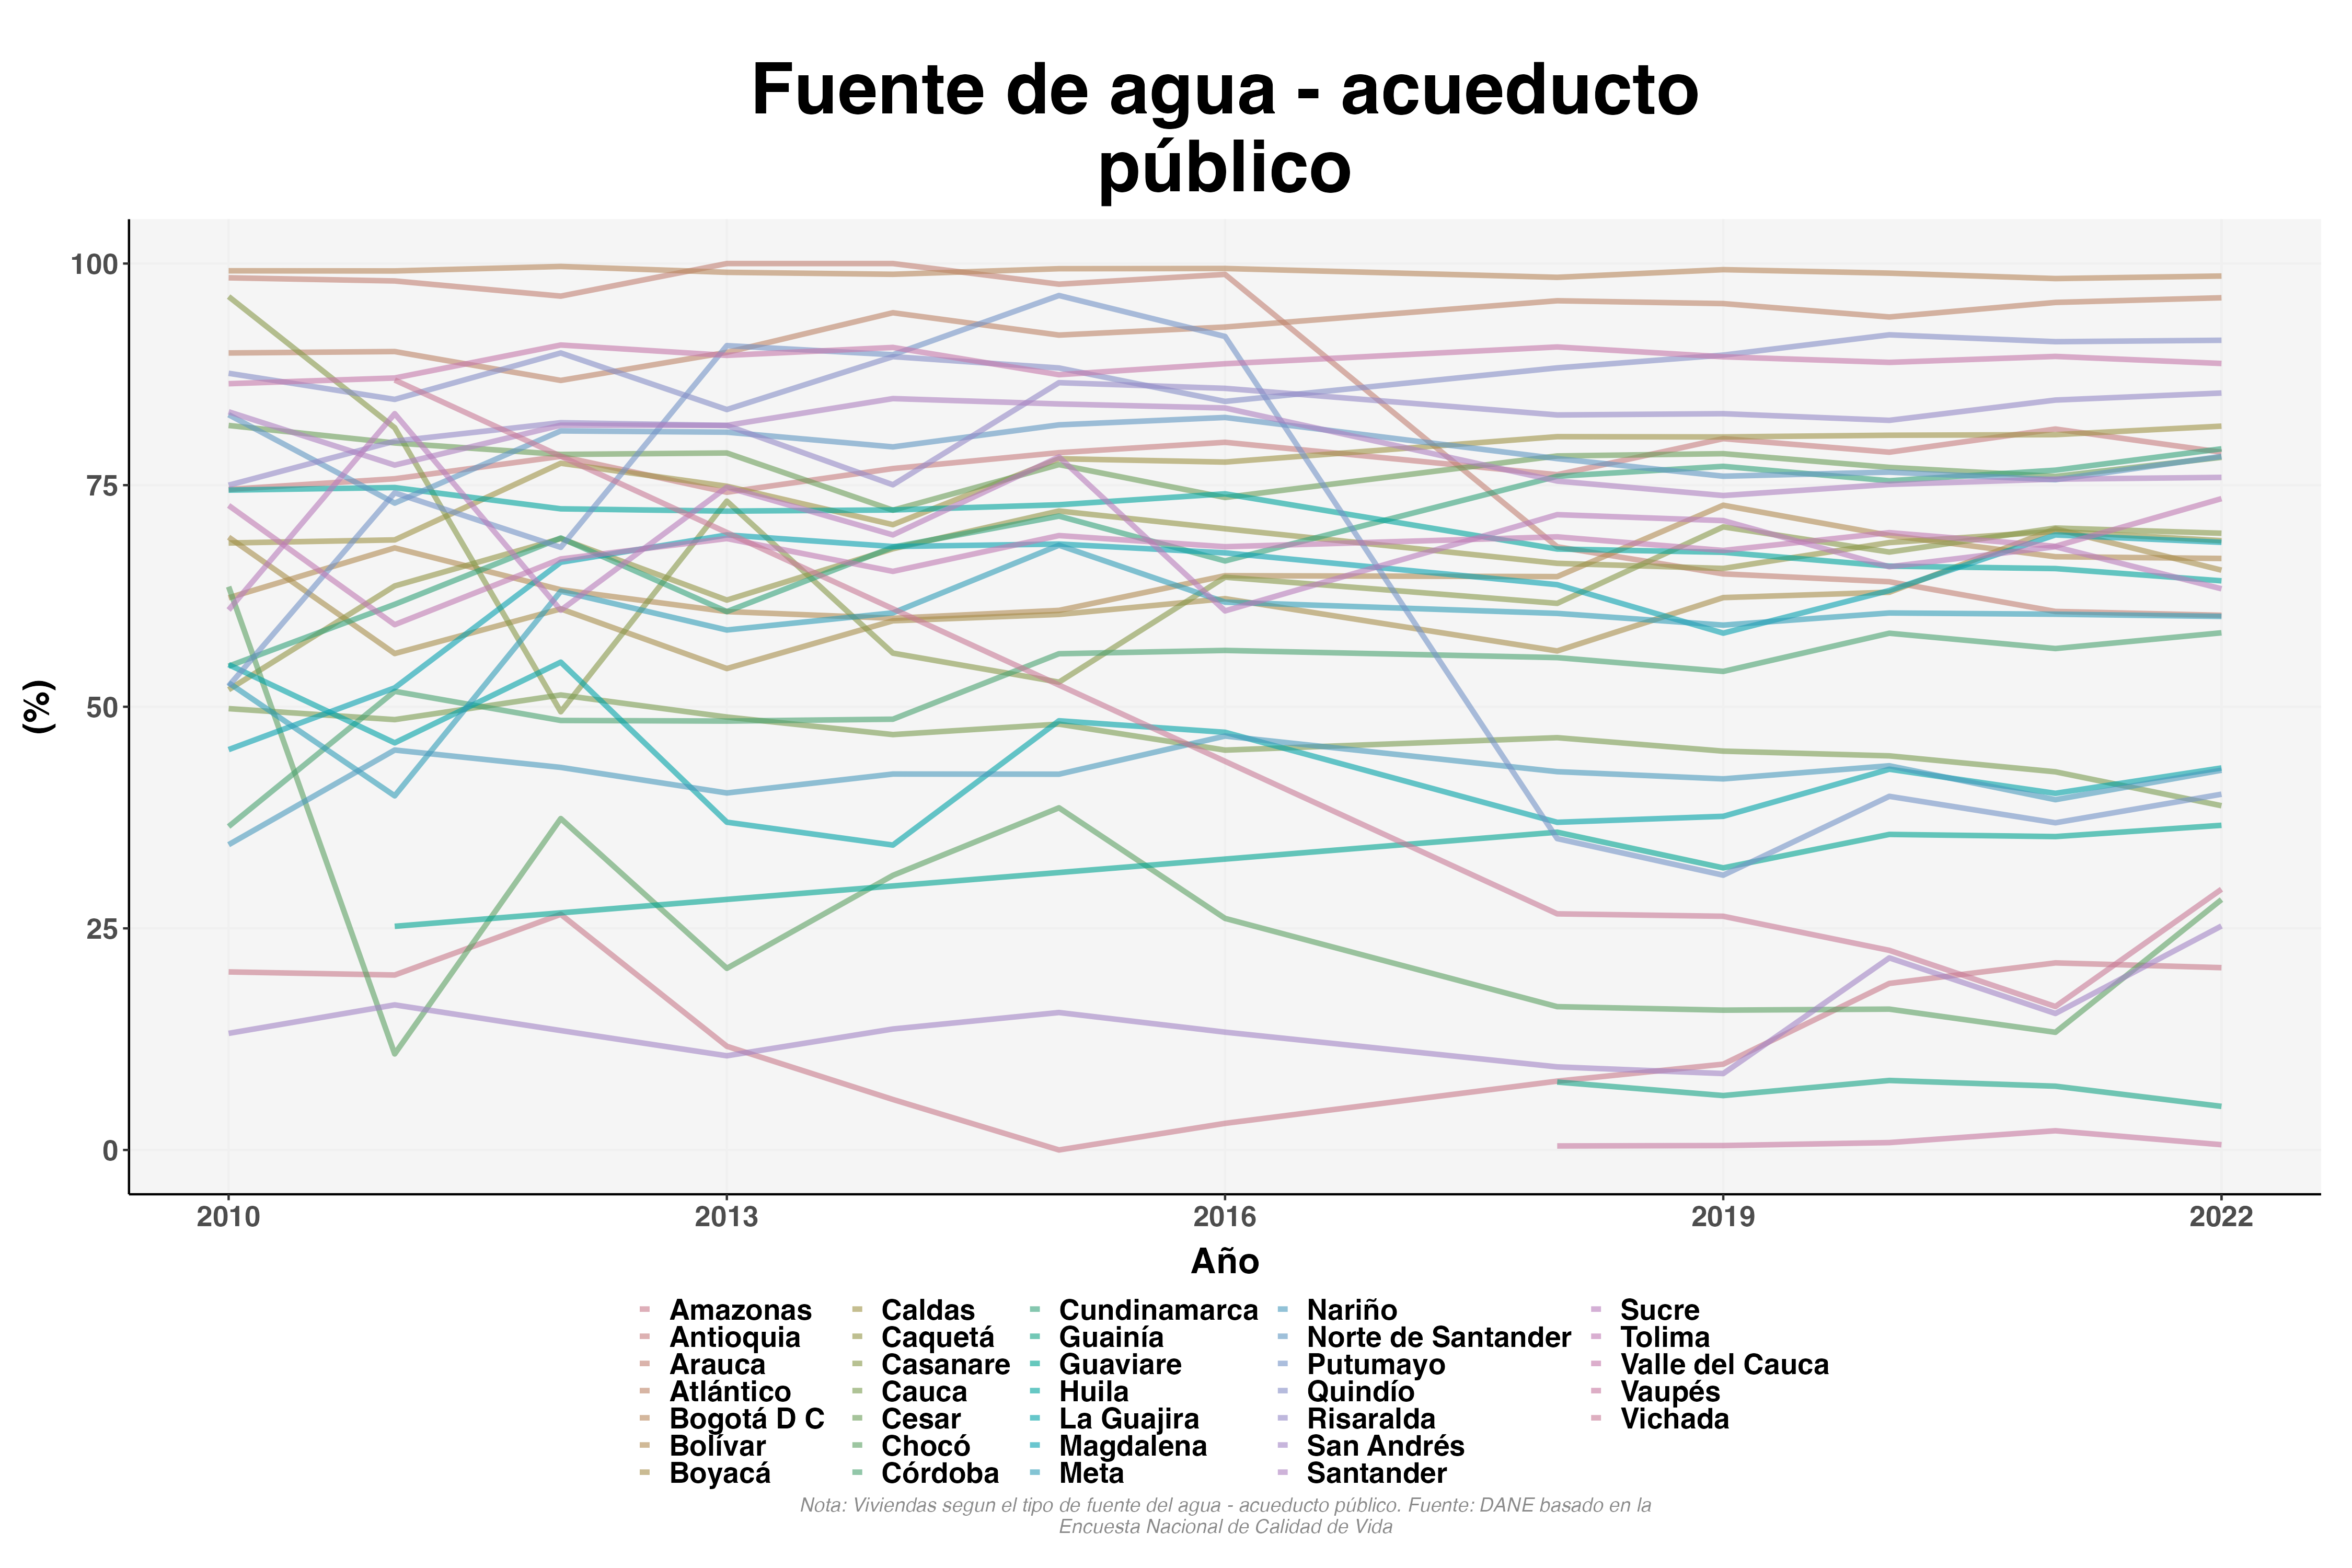 Fuente de agua - acueducto
público
(%)
100
75
50
25
0
2010 2013 2016 2019 2022
Año
Amazonas Caldas Cundinamarca Nariño Sucre
Antioquia Caquetá Guainía Norte de Santander Tolima
Arauca Casanare Guaviare Putumayo Valle del Cauca
Atlántico Cauca Huila Quindío Vaupés
Bogotá D C Cesar La Guajira Risaralda Vichada
Bolívar Chocó Magdalena San Andrés
Boyacá Córdoba Meta Santander
Nota: Viviendas segun el tipo de fuente del agua - acueducto público. Fuente: DANE basado en la
Encuesta Nacional de Calidad de Vida